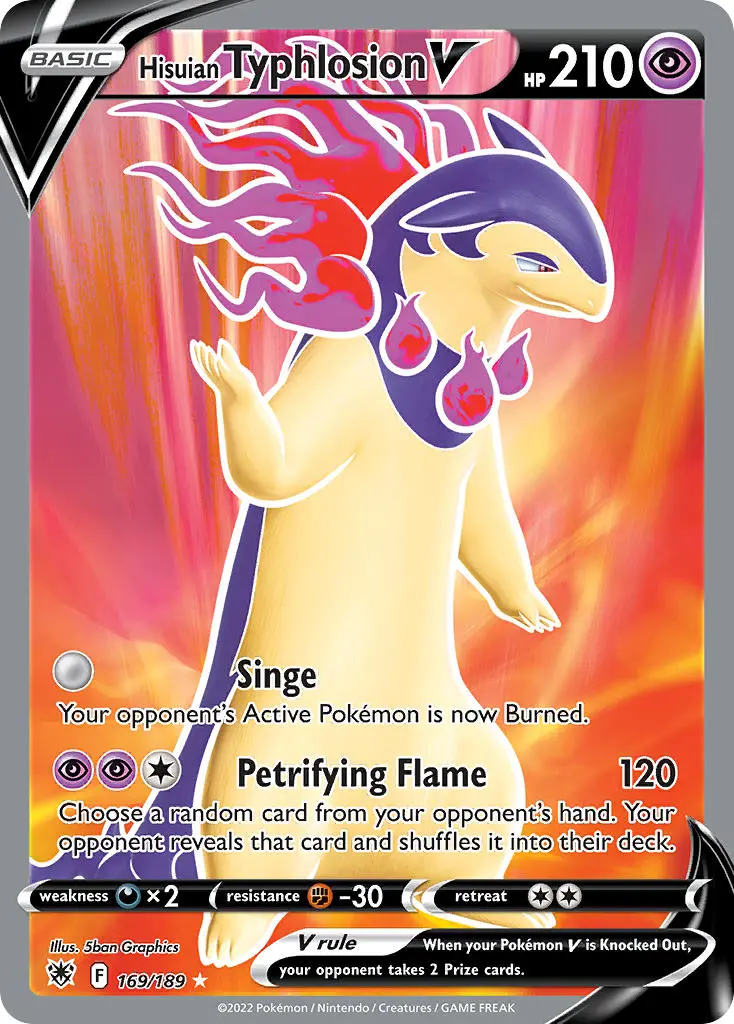 BASIC Hisuian Typhlosion V HP 210
Singe
Your opponent's Active Pokémon is now Burned.
Petrifying Flame 120
Choose a random card from your opponent's hand. Your
opponent reveals that card and shuffles it into their deck.
weakness ×2 resistance -30 retreat
Illus. 5ban Graphics
V rule When your Pokémon V is Knocked Out,
your opponent takes 2 Prize cards.
F 169/189
©2022 Pokémon / Nintendo / Creatures / GAME FREAK